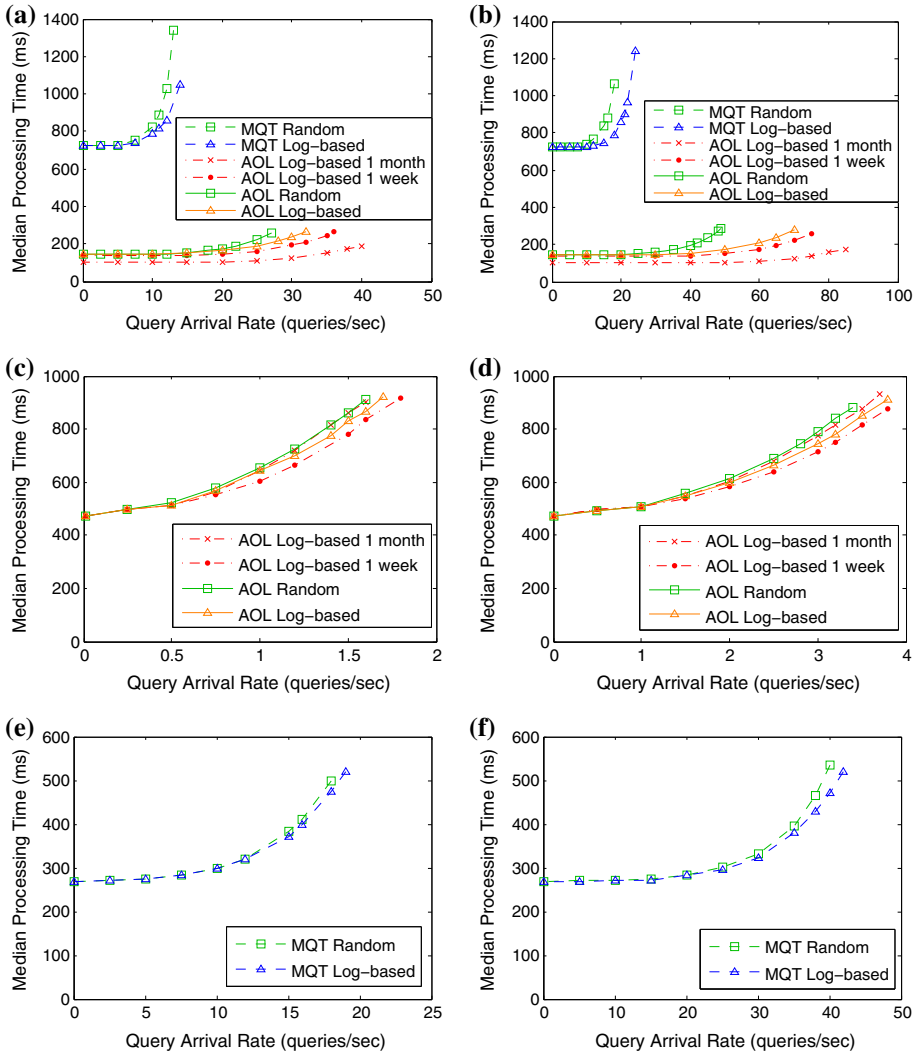 (a)
1400
1200
1000
800
600
400
200
0
Median Processing Time (ms)
MQT Random
MQT Log-based
AOL Log-based 1 month
AOL Log-based 1 week
AOL Random
AOL Log-based
0 10 20 30 40 50
Query Arrival Rate (queries/sec)
(b)
1400
1200
1000
800
600
400
200
0
Median Processing Time (ms)
MQT Random
MQT Log-based
AOL Log-based 1 month
AOL Log-based 1 week
AOL Random
AOL Log-based
0 20 40 60 80 100
Query Arrival Rate (queries/sec)
(c)
1000
800
600
400
200
0
Median Processing Time (ms)
AOL Log-based 1 month
AOL Log-based 1 week
AOL Random
AOL Log-based
0 0.5 1 1.5 2
Query Arrival Rate (queries/sec)
(d)
1000
800
600
400
200
0
Median Processing Time (ms)
AOL Log-based 1 month
AOL Log-based 1 week
AOL Random
AOL Log-based
0 1 2 3 4
Query Arrival Rate (queries/sec)
(e)
600
500
400
300
200
100
0
Median Processing Time (ms)
MQT Random
MQT Log-based
0 5 10 15 20 25
Query Arrival Rate (queries/sec)
(f)
600
500
400
300
200
100
0
Median Processing Time (ms)
MQT Random
MQT Log-based
0 10 20 30 40 50
Query Arrival Rate (queries/sec)